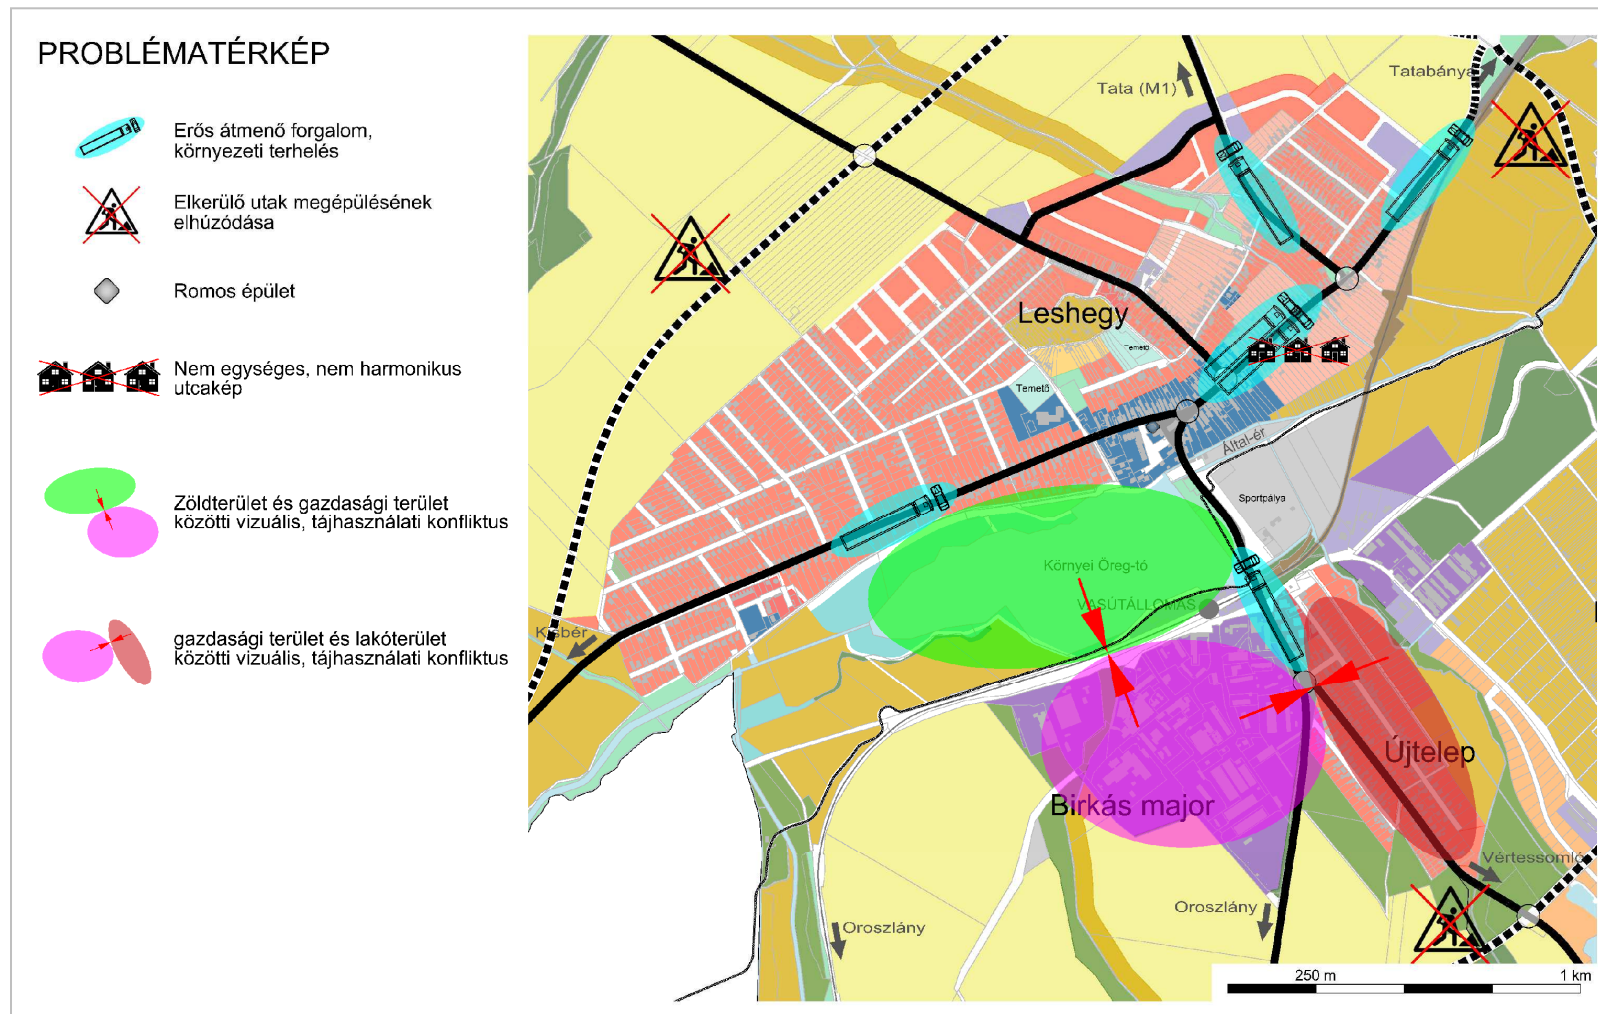 PROBLÉMATÉRKÉP
Erős átmenő forgalom,
környezeti terhelés
Elkerülő utak megépülésének
elhúzódása
Romos épület
Nem egységes, nem harmonikus
utcakép
Zöldterület és gazdasági terület
közötti vizuális, tájhasználati konfliktus
gazdasági terület és lakóterület
közötti vizuális, tájhasználati konfliktus
Tata (M1)
Tatabánya
Leshegy
Temető
Temető
Által-ér
Sportpálya
Környei Öreg-tó
VASÚTÁLLOMÁS
Kisbér
Újtelep
Birkás major
Vértessomló
Oroszlány
Oroszlány
250 m
1 km